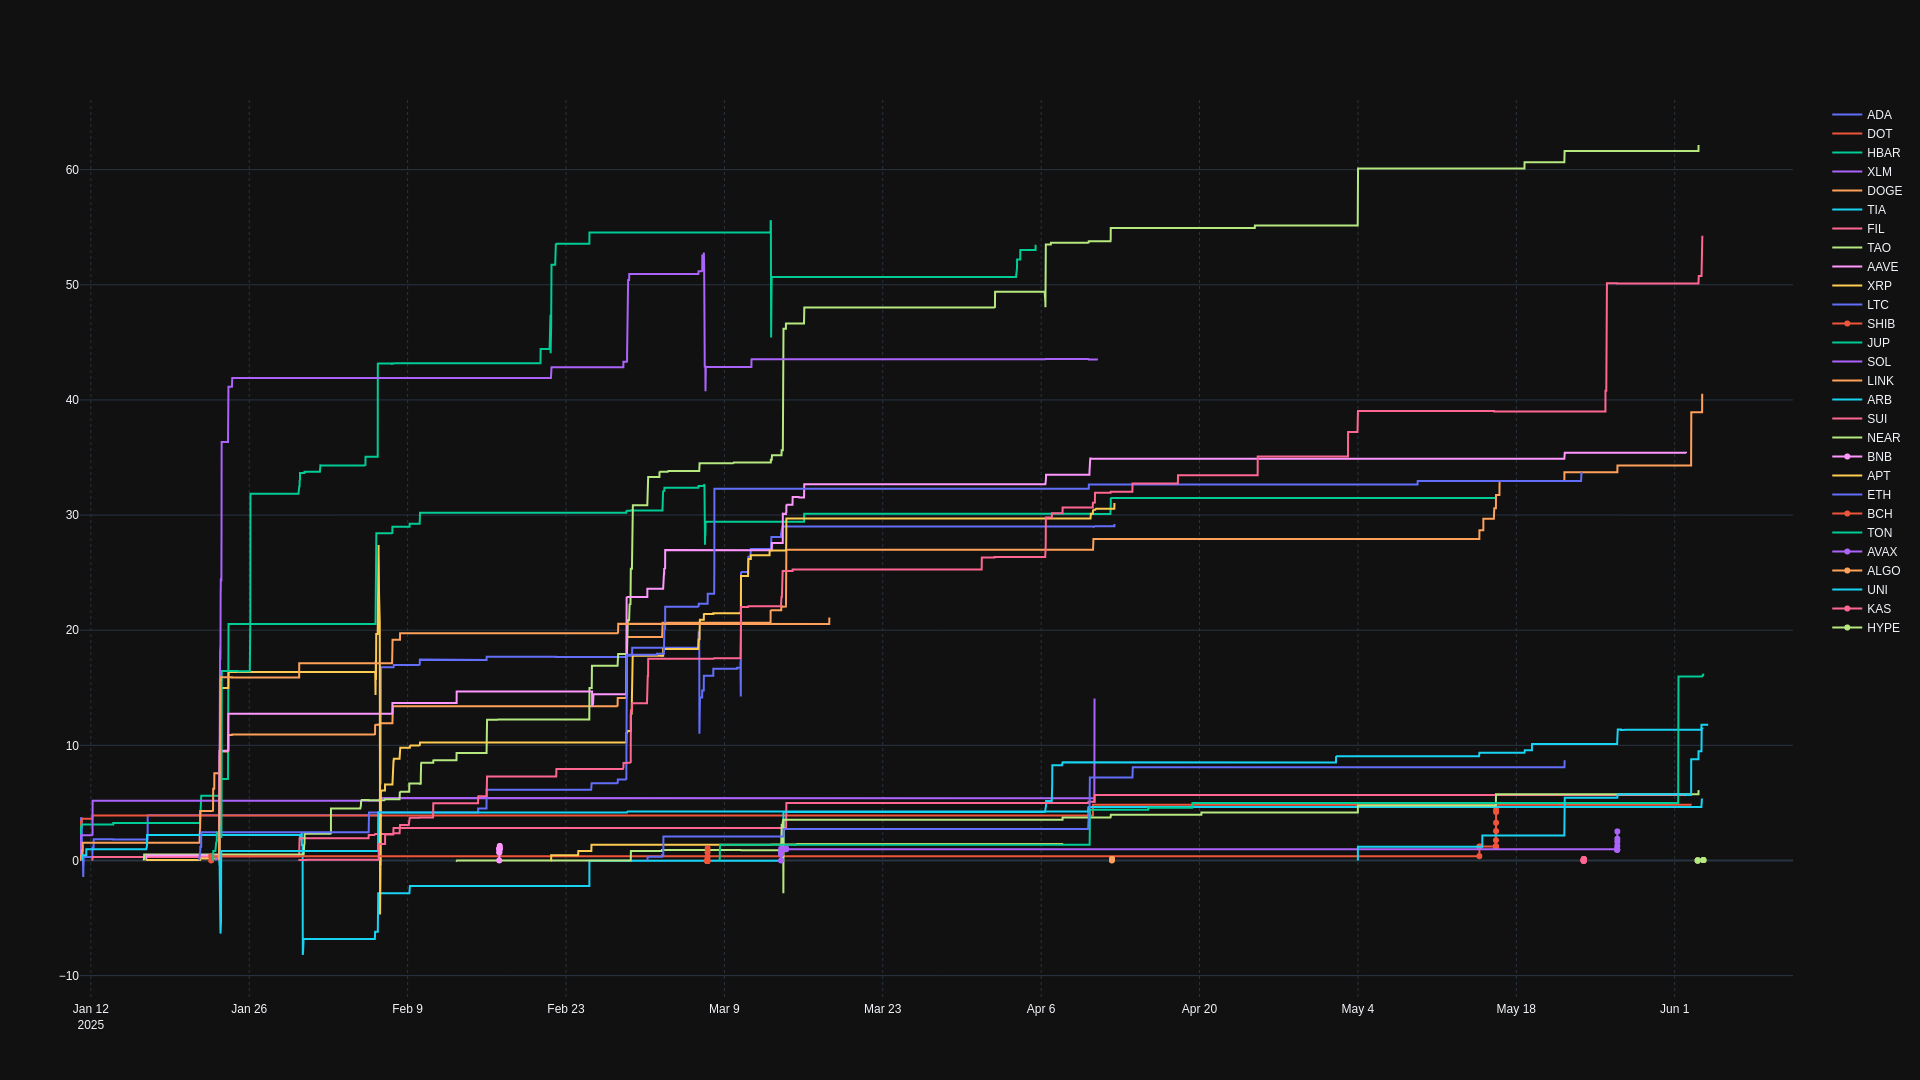 60
50
40
30
20
10
0
−10
Jan 12
2025
Jan 26
Feb 9
Feb 23
Mar 9
Mar 23
Apr 6
Apr 20
May 4
May 18
Jun 1
ADA
DOT
HBAR
XLM
DOGE
TIA
FIL
TAO
AAVE
XRP
LTC
SHIB
JUP
SOL
LINK
ARB
SUI
NEAR
BNB
APT
ETH
BCH
TON
AVAX
ALGO
UNI
KAS
HYPE